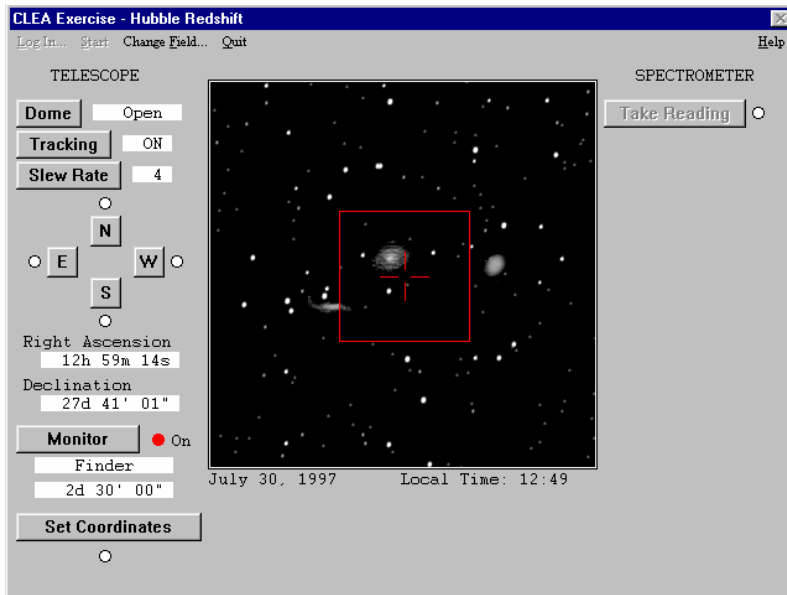 CLEA Exercise - Hubble Redshift
Log In... Start Change Field... Quit Help
TELESCOPE
SPECTROMETER
Dome Open
Take Reading
Tracking ON
Slew Rate 4
N
E W
S
Right Ascension
12h 59m 14s
Declination
27d 41' 01"
Monitor On
Finder
2d 30' 00"
July 30, 1997 Local Time: 12:49
Set Coordinates